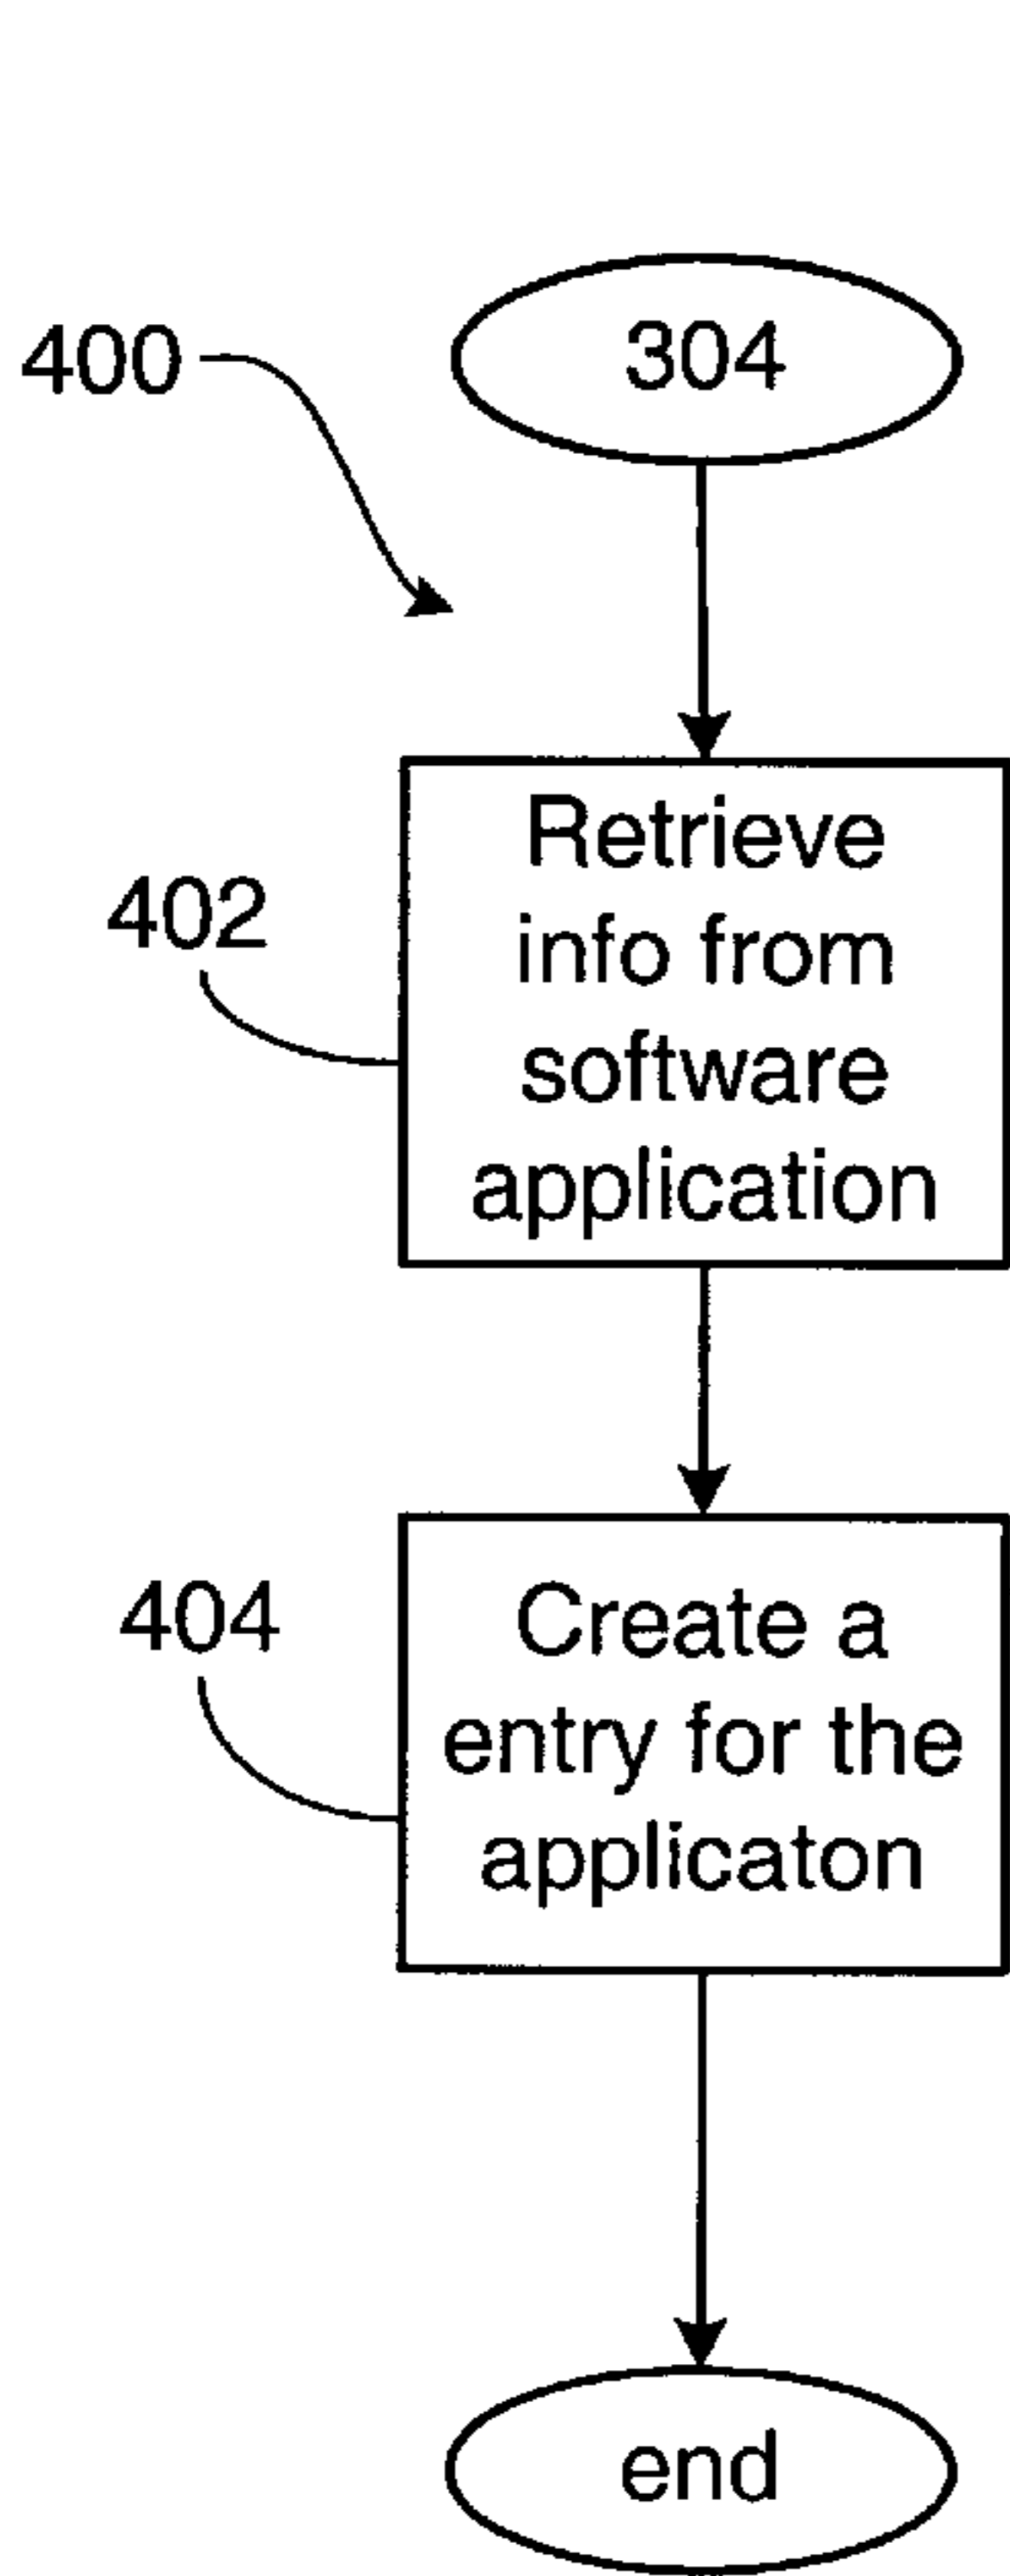 304
400
Retrieve
info from
software
application
402
Create a
entry for the
applicaton
404
end